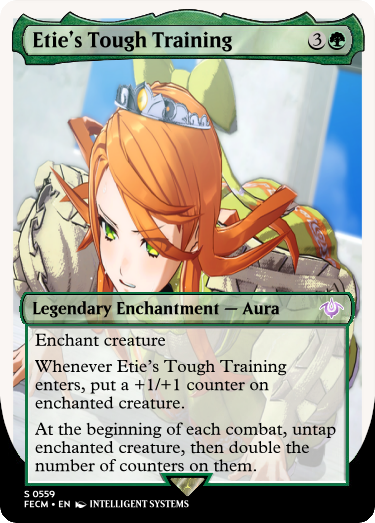 Etie's Tough Training 3
Legendary Enchantment — Aura
Enchant creature
Whenever Etie's Tough Training
enters, put a +1/+1 counter on
enchanted creature.
At the beginning of each combat, untap
enchanted creature, then double the
number of counters on them.
S 0559
FECM • EN INTELLIGENT SYSTEMS